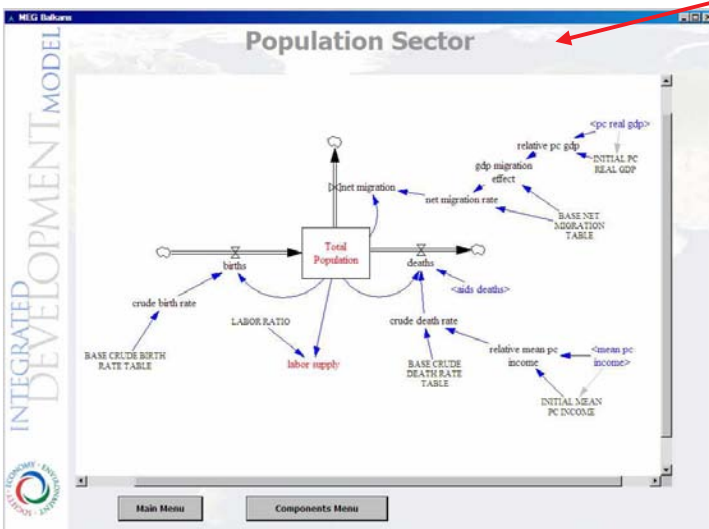 MEG Balkans
Population Sector
INTEGRATED
DEVELOPMENT MODEL
<pc real gdp>
relative pc gdp
INITIAL PC
REAL GDP
gdp migration
effect
net migration
net migration rate
BASE NET
MIGRATION
TABLE
Total
Population
births
deaths
<aids deaths>
crude birth rate
LABOR RATIO
crude death rate
BASE CRUDE BIRTH
RATE TABLE
labor supply
BASE CRUDE
DEATH RATE
TABLE
relative mean pc
income
<mean pc
income>
INITIAL MEAN
PC INCOME
SOCIETY - ECONOMY - ENVIRONMENT
Main Menu
Components Menu